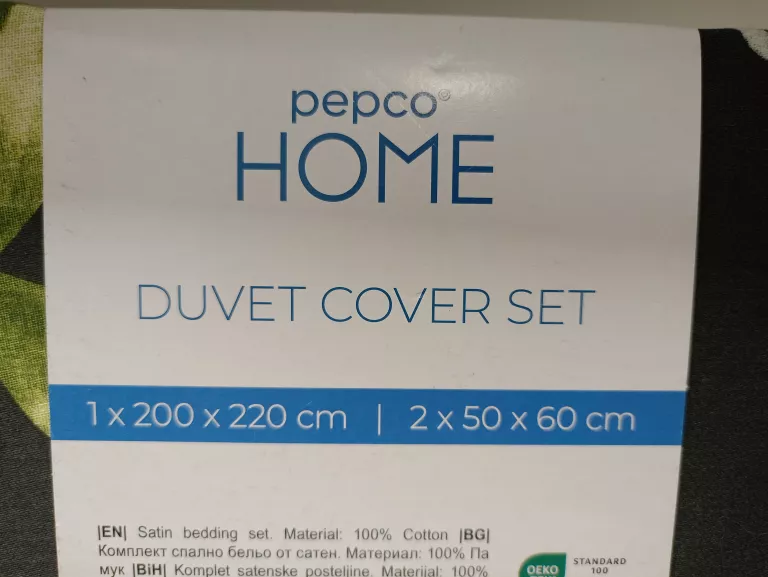 pepco®
HOME
DUVET COVER SET
1 x 200 x 220 cm | 2 x 50 x 60 cm
|EN| Satin bedding set. Material: 100% Cotton |BG|
Комплект спално бельо от сатен. Материал: 100% Па
мук |BiH| Komplet satenske posteljine. Materijal: 100%
OEKO
STANDARD
100